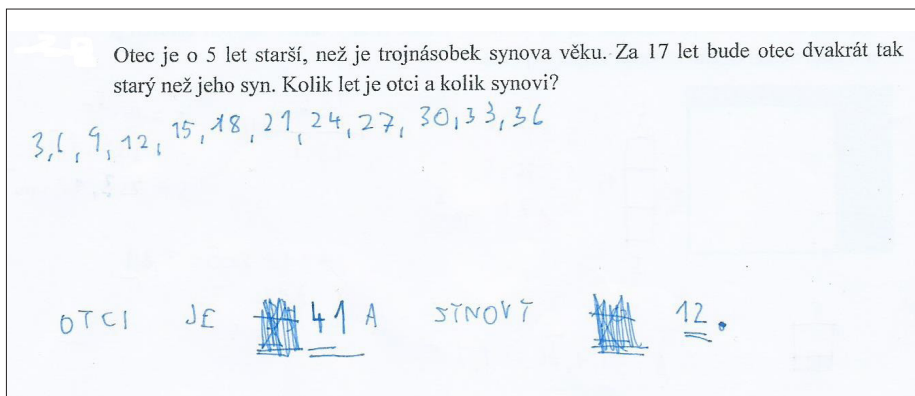 Otec je o 5 let starší, než je trojnásobek synova věku. Za 17 let bude otec dvakrát tak
starý než jeho syn. Kolik let je otci a kolik synovi?
3,6,9,12,15,18,21,24,27,30,33,36
OTCI JE 41 A SYNOVY 12.